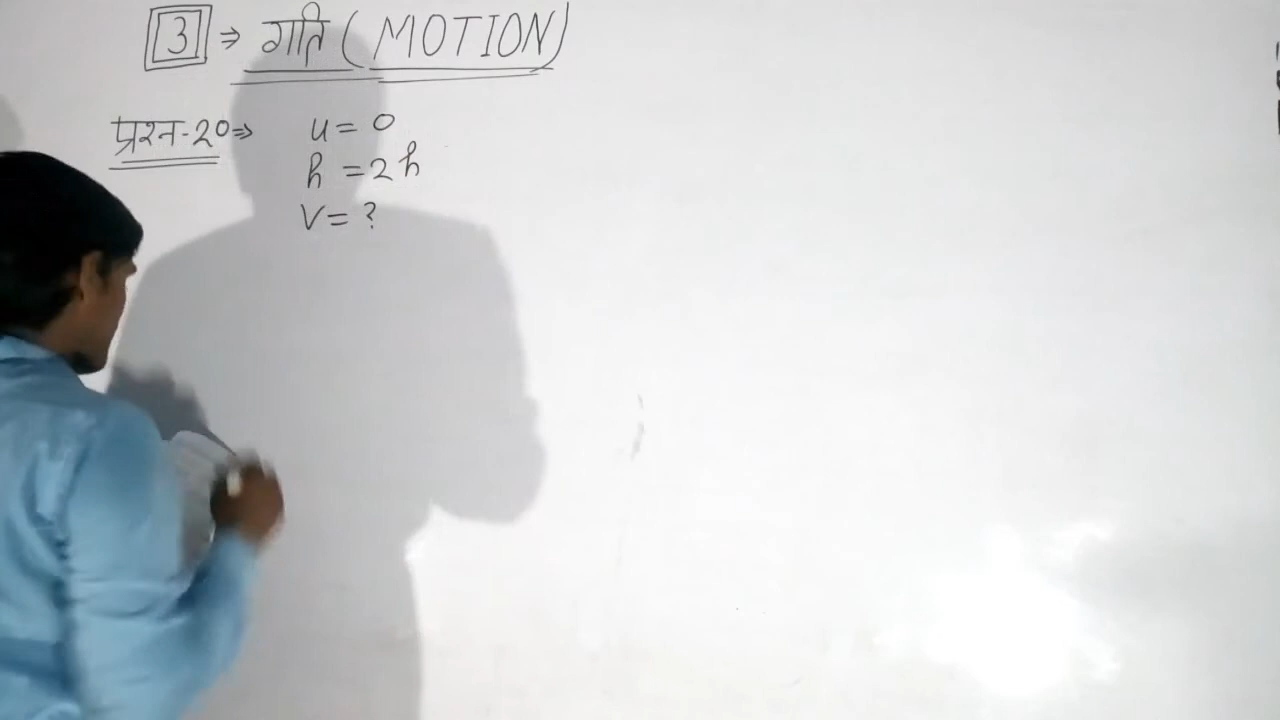 3 ⇒ गति ( MOTION )
प्रश्न-20⇒ u = 0
h = 2h
V = ?